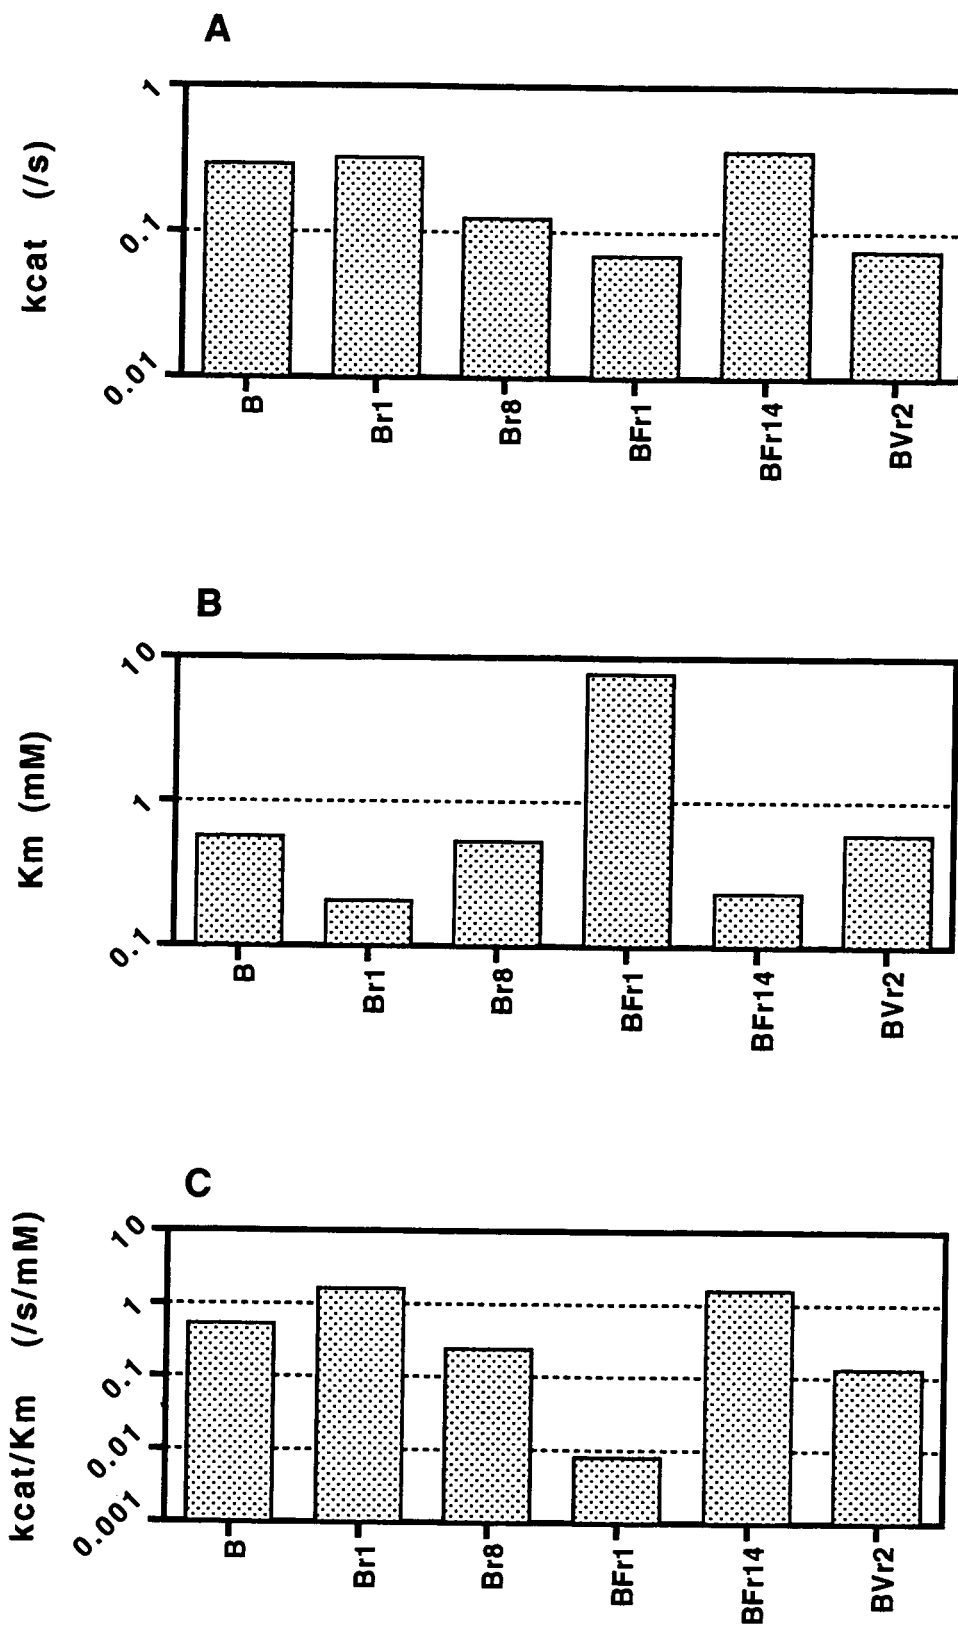 A
kcat (/s)
1
0.1
0.01
B
Br1
Br8
BFr1
BFr14
BVr2
B
Km (mM)
10
1
0.1
B
Br1
Br8
BFr1
BFr14
BVr2
C
kcat/Km (/s/mM)
10
1
0.1
0.01
0.001
B
Br1
Br8
BFr1
BFr14
BVr2